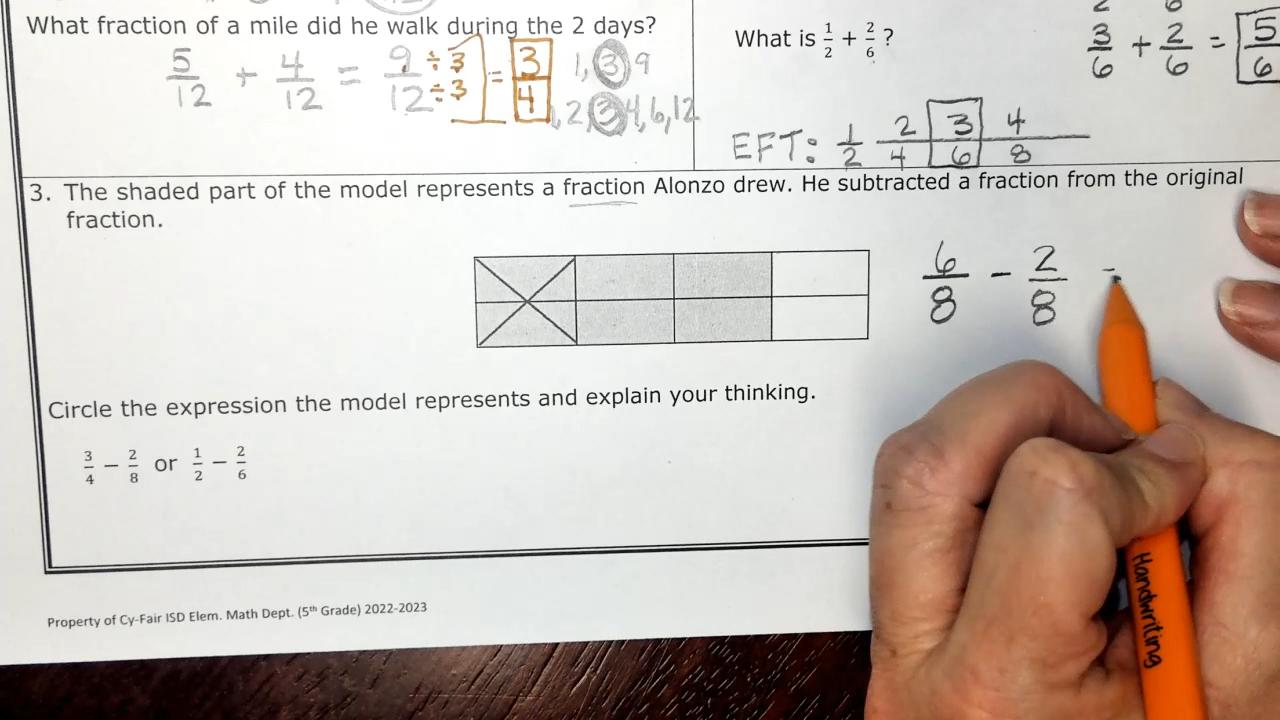 What fraction of a mile did he walk during the 2 days?
5/12 + 4/12 = 9/12 ÷3 ÷3 = 3/4
1, 3, 9
2, 3, 4, 6, 12
What is 1/2 + 2/6 ?
3/6 + 2/6 = 5/6
EFT: 1/2 2/4 3/6 4/8
3. The shaded part of the model represents a fraction Alonzo drew. He subtracted a fraction from the original
fraction.
6/8 - 2/8
Circle the expression the model represents and explain your thinking.
3/4 − 2/8 or 1/2 − 2/6
Property of Cy-Fair ISD Elem. Math Dept. (5th Grade) 2022-2023
Handwriting